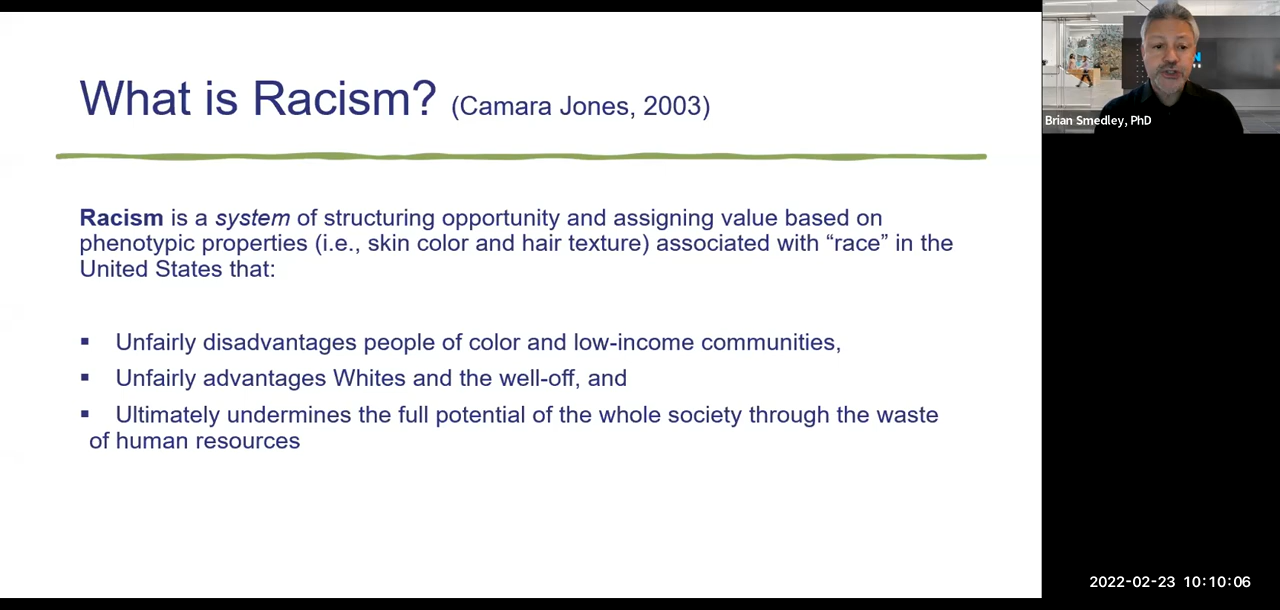 What is Racism? (Camara Jones, 2003)
Racism is a system of structuring opportunity and assigning value based on
phenotypic properties (i.e., skin color and hair texture) associated with “race” in the
United States that:
▪ Unfairly disadvantages people of color and low-income communities,
▪ Unfairly advantages Whites and the well-off, and
▪ Ultimately undermines the full potential of the whole society through the waste
of human resources
Brian Smedley, PhD
2022-02-23 10:10:06